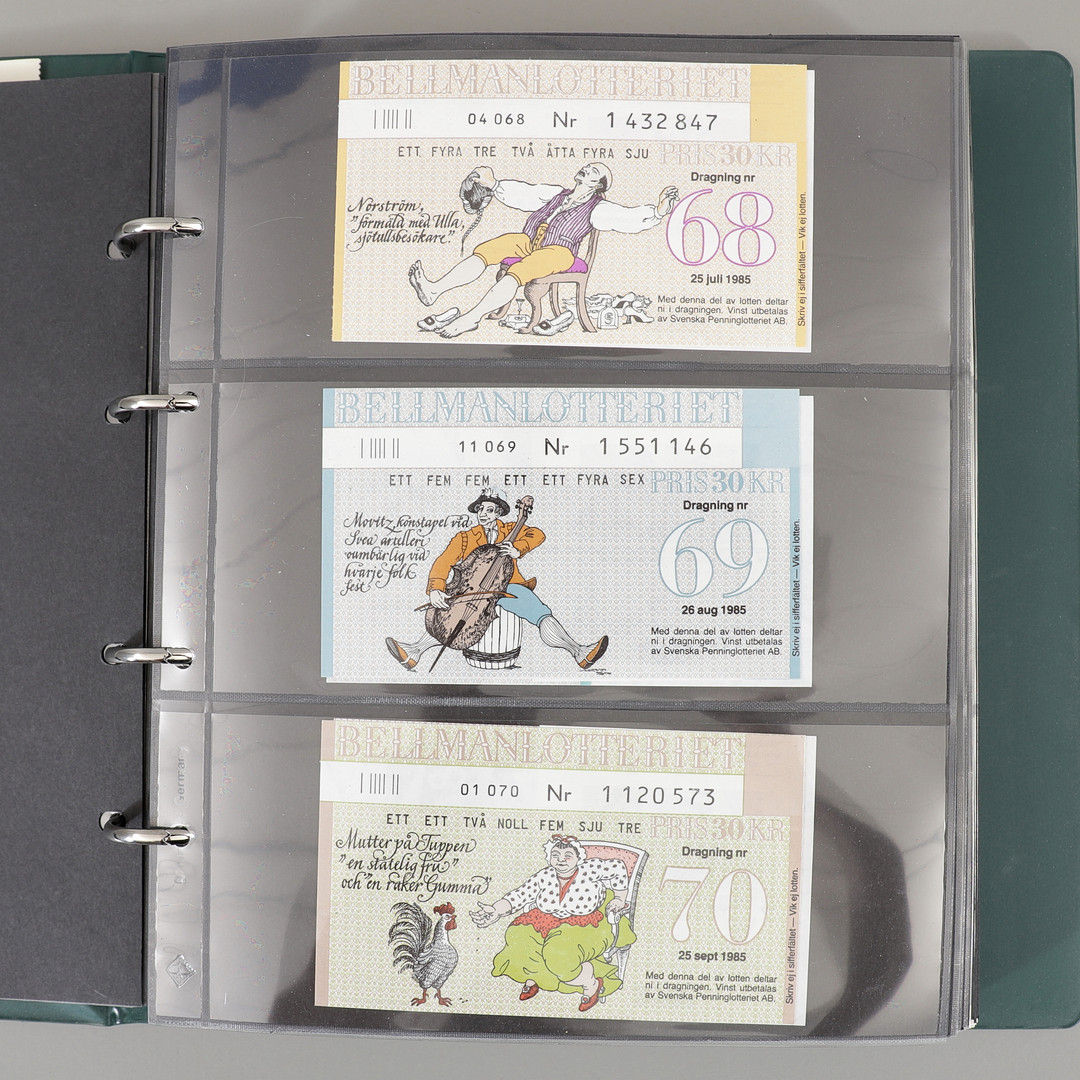 BELLMANLOTTERIET
04 068 Nr 1 432 847
ETT FYRA TRE TVÅ ÅTTA FYRA SJU PRIS 30 KR
Dragning nr
68
25 juli 1985
Norström,
"förmäld med Ulla,
sjötullsbesökare."
Med denna del av lotten deltar
ni i dragningen. Vinst utbetalas
av Svenska Penninglotteriet AB.
Skriv ej i sifferfältet — Vik ej lotten.
BELLMANLOTTERIET
11 069 Nr 1 551 146
ETT FEM FEM ETT ETT FYRA SEX PRIS 30 KR
Dragning nr
69
26 aug 1985
Movitz, konstapel vid
Svea artilleri
oumbärlig vid
hvarje folk
fest
Med denna del av lotten deltar
ni i dragningen. Vinst utbetalas
av Svenska Penninglotteriet AB.
Skriv ej i sifferfältet — Vik ej lotten.
BELLMANLOTTERIET
01 070 Nr 1 120 573
ETT ETT TVÅ NOLL FEM SJU TRE PRIS 30 KR
Dragning nr
70
25 sept 1985
Mutter på Tuppen
"en ståtelig fru"
och "en raker Gumma"
Med denna del av lotten deltar
ni i dragningen. Vinst utbetalas
av Svenska Penninglotteriet AB.
Skriv ej i sifferfältet — Vik ej lotten.
Germany